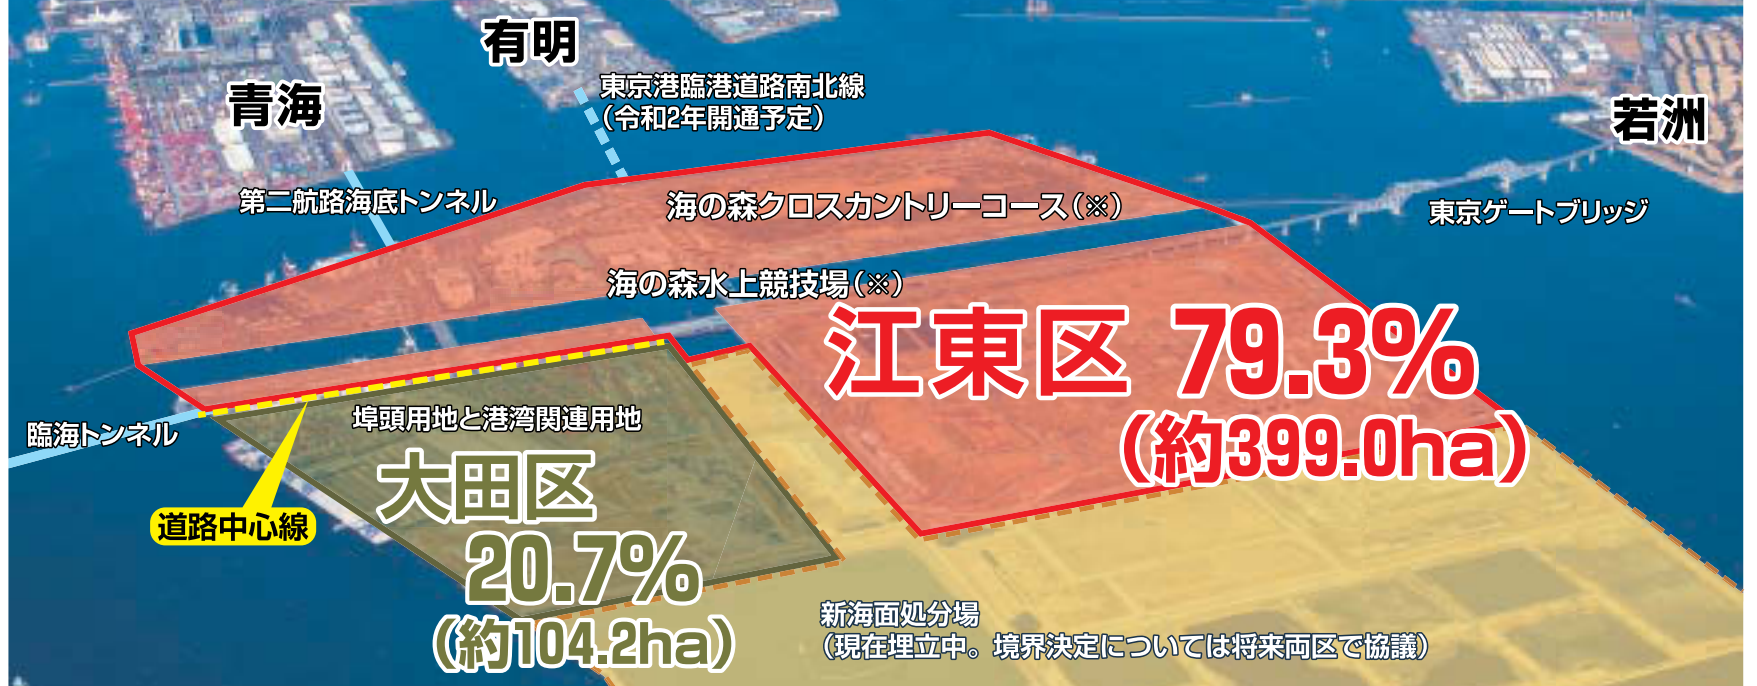 有明
青海
東京港臨港道路南北線
（令和2年開通予定）
若洲
第二航路海底トンネル
海の森クロスカントリーコース（※）
東京ゲートブリッジ
海の森水上競技場（※）
江東区 79.3%
（約399.0ha）
臨海トンネル
埠頭用地と港湾関連用地
大田区
20.7%
（約104.2ha）
道路中心線
新海面処分場
（現在埋立中。境界決定については将来両区で協議）